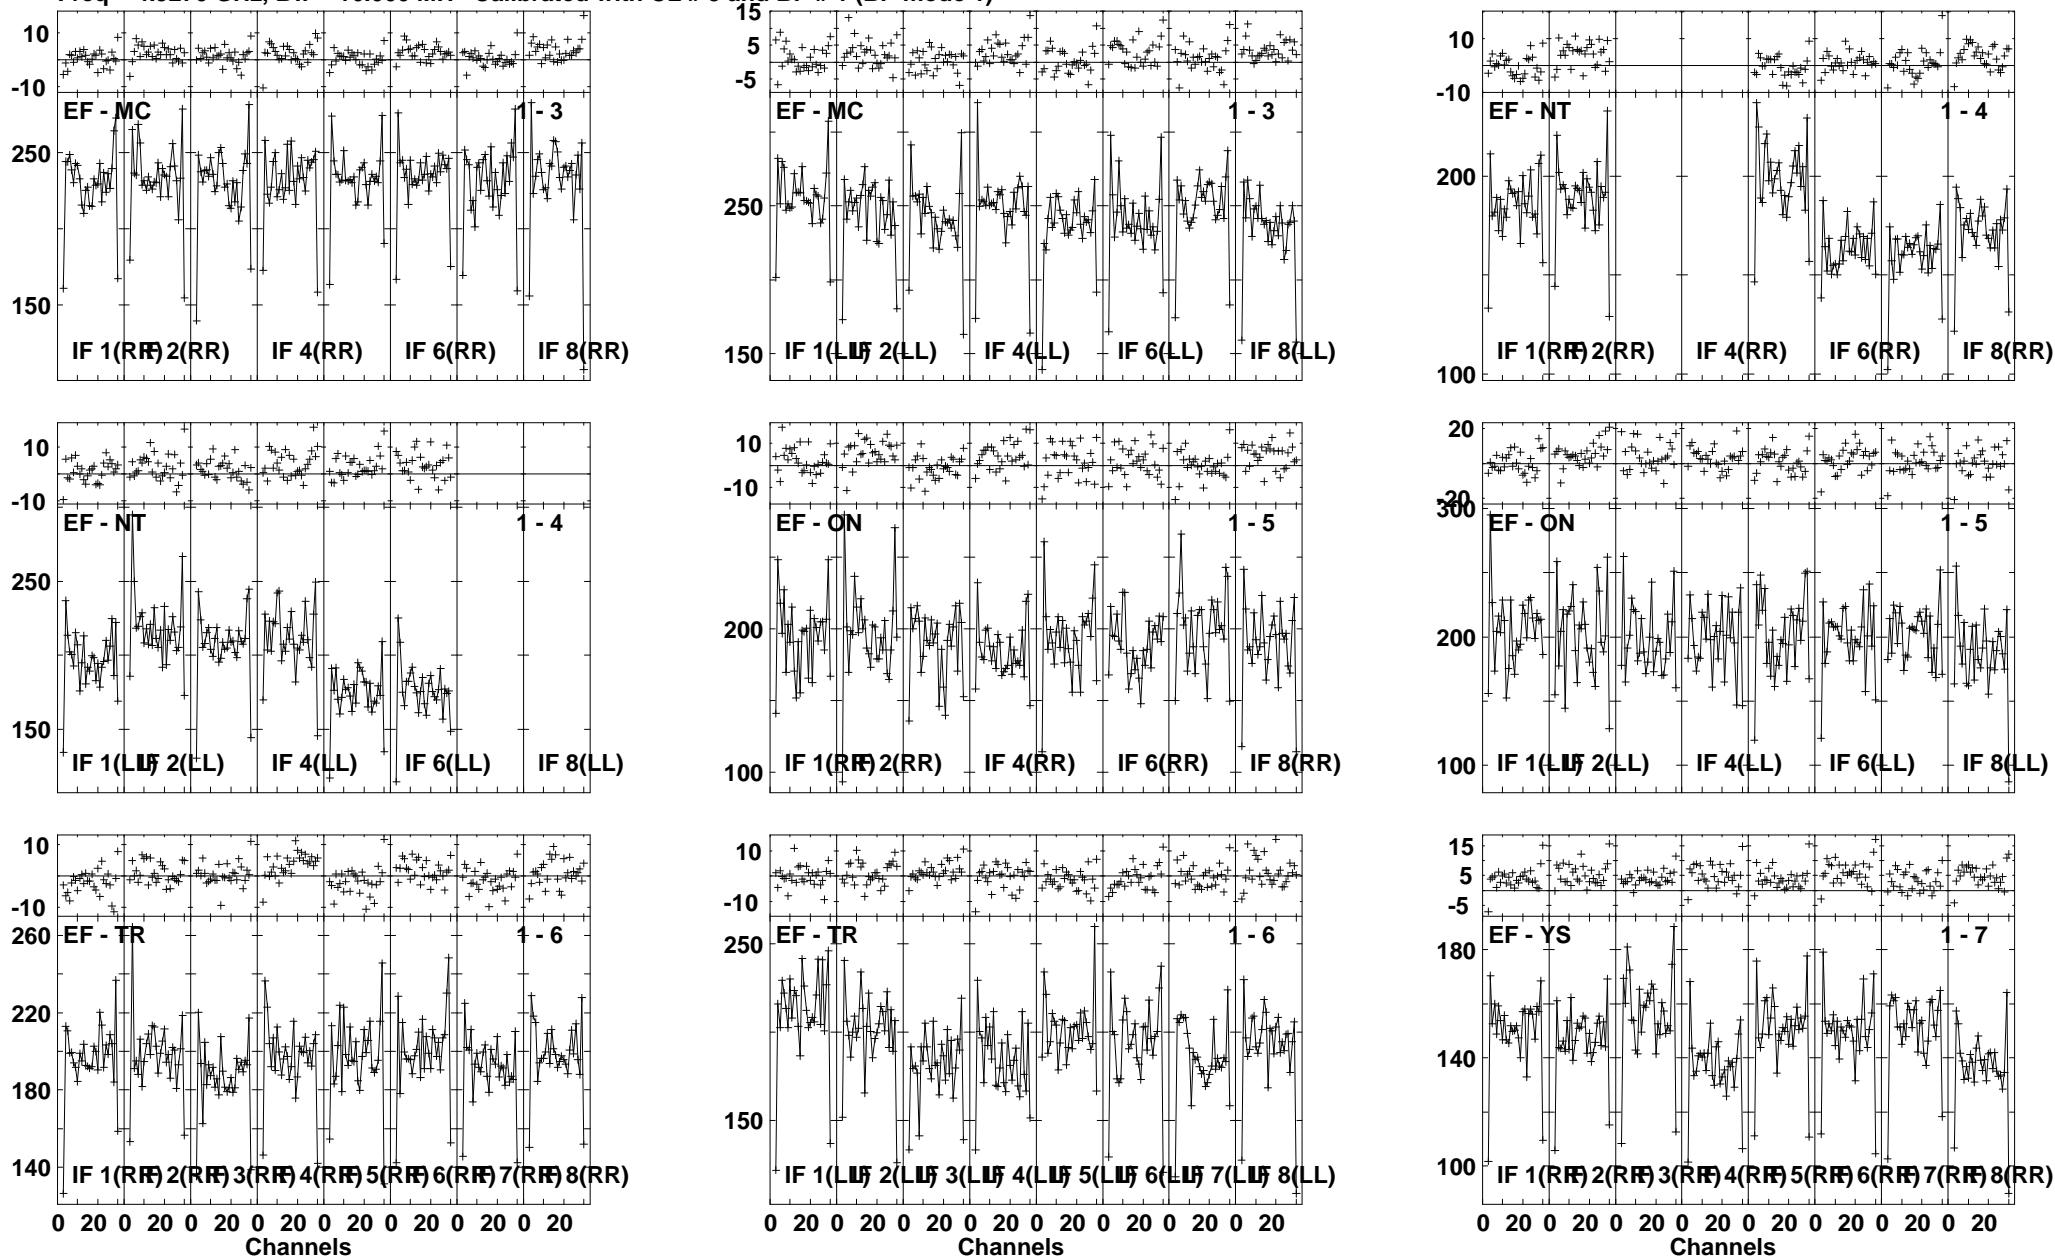 10
-10
EF - MC
1 - 3
250
150
IF 1(RR)
IF 2(RR)
IF 4(RR)
IF 6(RR)
IF 8(RR)
15
5
-5
EF - MC
1 - 3
250
150
IF 1(LL)
IF 2(LL)
IF 4(LL)
IF 6(LL)
IF 8(LL)
10
-10
EF - NT
1 - 4
200
100
IF 1(RR)
IF 2(RR)
IF 4(RR)
IF 6(RR)
IF 8(RR)
10
-10
EF - NT
1 - 4
250
150
IF 1(LL)
IF 2(LL)
IF 4(LL)
IF 6(LL)
IF 8(LL)
10
-10
EF - ON
1 - 5
200
100
IF 1(RR)
IF 2(RR)
IF 4(RR)
IF 6(RR)
IF 8(RR)
20
-20
300
EF - ON
1 - 5
200
100
IF 1(LL)
IF 2(LL)
IF 4(LL)
IF 6(LL)
IF 8(LL)
10
-10
260
EF - TR
1 - 6
220
180
140
IF 1(RR)
IF 2(RR)
IF 3(RR)
IF 4(RR)
IF 5(RR)
IF 6(RR)
IF 7(RR)
IF 8(RR)
0 20 0 20 0 20 0 20 0 20 0 20 0 20 0 20
Channels
10
-10
EF - TR
1 - 6
250
150
IF 1(LL)
IF 2(LL)
IF 3(LL)
IF 4(LL)
IF 5(LL)
IF 6(LL)
IF 7(LL)
IF 8(LL)
0 20 0 20 0 20 0 20 0 20 0 20 0 20 0 20
Channels
15
5
-5
EF - YS
1 - 7
180
140
100
IF 1(RR)
IF 2(RR)
IF 3(RR)
IF 4(RR)
IF 5(RR)
IF 6(RR)
IF 7(RR)
IF 8(RR)
0 20 0 20 0 20 0 20 0 20 0 20 0 20 0 20
Channels